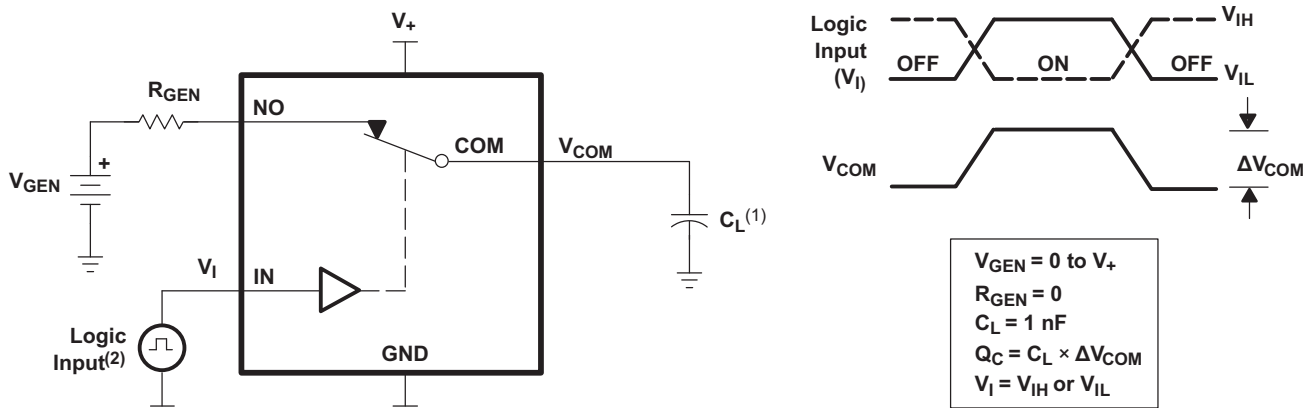 V+
RGEN
NO
COM
VCOM
+
VGEN
CL(1)
VI
IN
Logic
Input(2)
GND
Logic
Input
(VI)
OFF
ON
OFF
VIH
VIL
VCOM
ΔVCOM
VGEN = 0 to V+
RGEN = 0
CL = 1 nF
QC = CL × ΔVCOM
VI = VIH or VIL